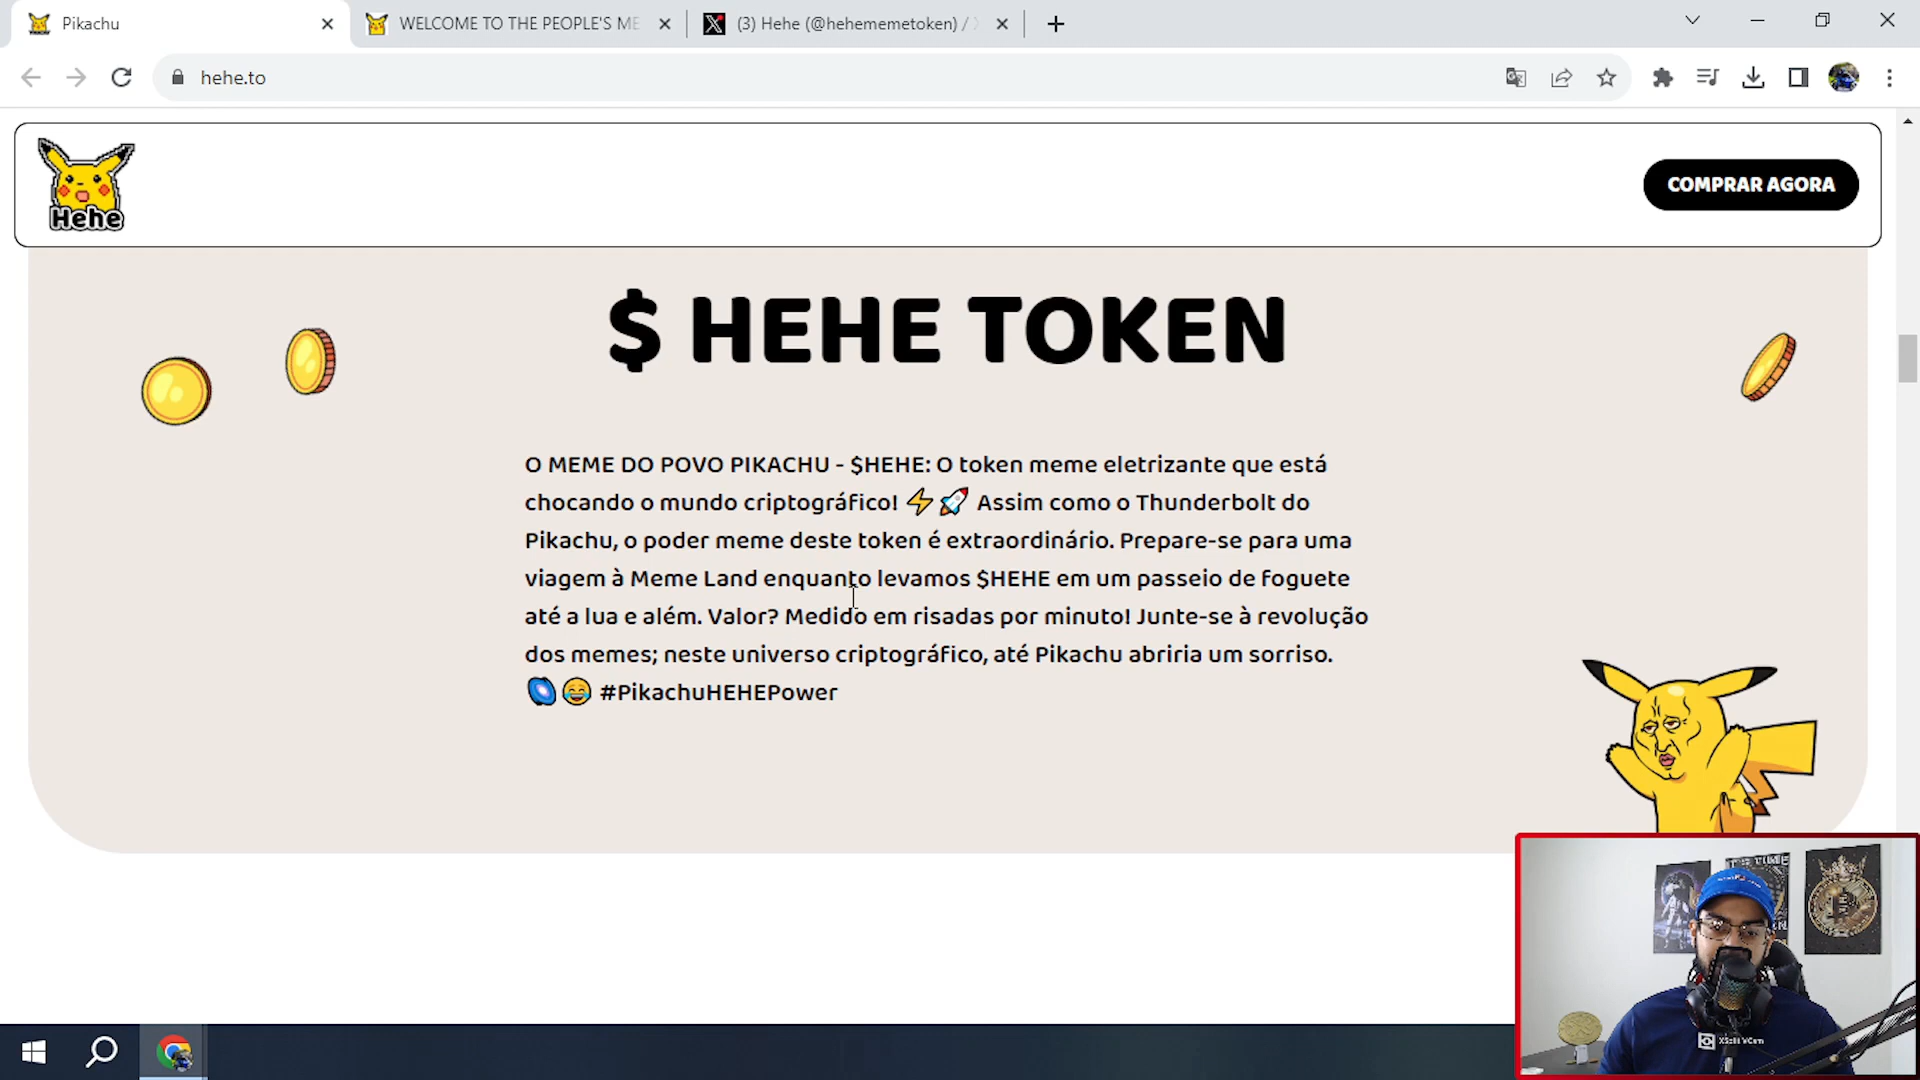 Pikachu
WELCOME TO THE PEOPLE'S ME
(3) Hehe (@hehememetoken) /
hehe.to
Hehe
COMPRAR AGORA
$ HEHE TOKEN
O MEME DO POVO PIKACHU - $HEHE: O token meme eletrizante que está
chocando o mundo criptográfico! ⚡🚀 Assim como o Thunderbolt do
Pikachu, o poder meme deste token é extraordinário. Prepare-se para uma
viagem à Meme Land enquanto levamos $HEHE em um passeio de foguete
até a lua e além. Valor? Medido em risadas por minuto! Junte-se à revolução
dos memes; neste universo criptográfico, até Pikachu abriria um sorriso.
🌌😂 #PikachuHEHEPower
XSplit VCam